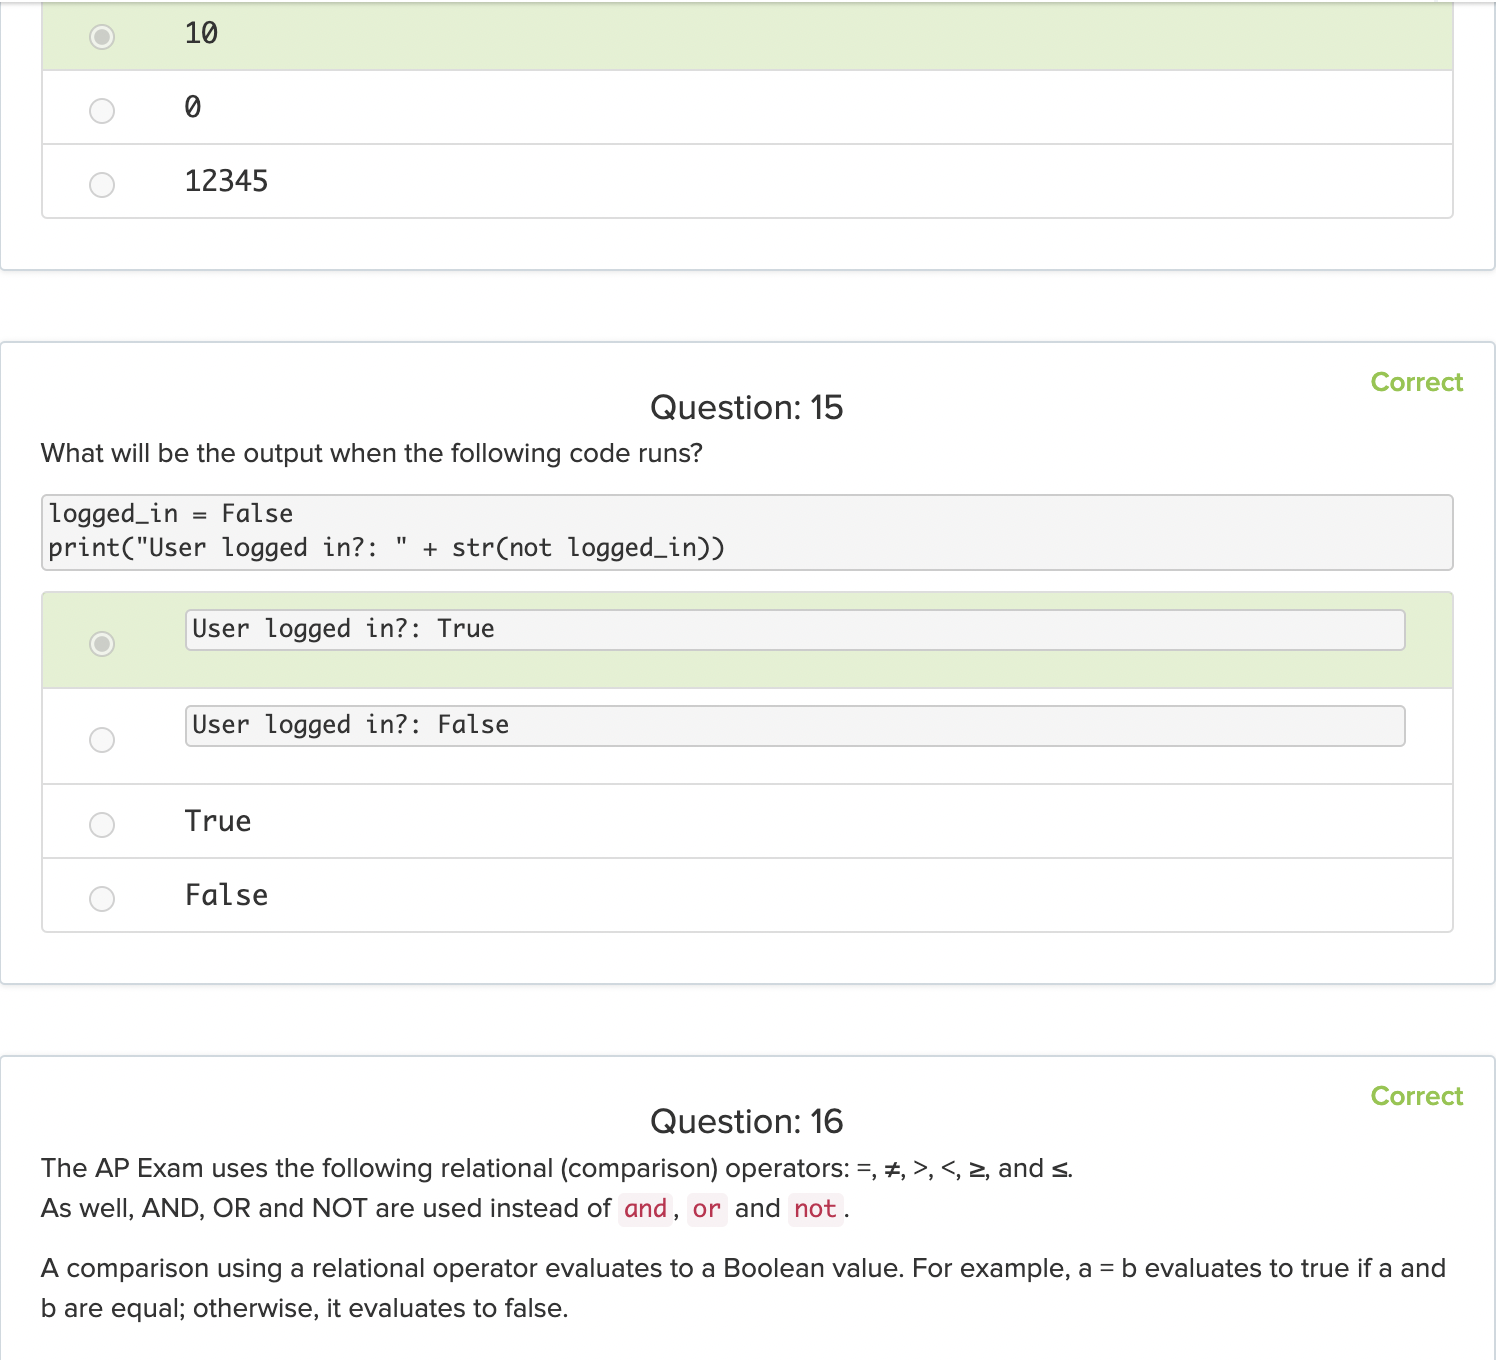 10
0
12345
Correct
Question: 15
What will be the output when the following code runs?
logged_in = False
print("User logged in?: " + str(not logged_in))
User logged in?: True
User logged in?: False
True
False
Correct
Question: 16
The AP Exam uses the following relational (comparison) operators: =, ≠, >, <, ≥, and ≤.
As well, AND, OR and NOT are used instead of and, or and not.
A comparison using a relational operator evaluates to a Boolean value. For example, a = b evaluates to true if a and
b are equal; otherwise, it evaluates to false.